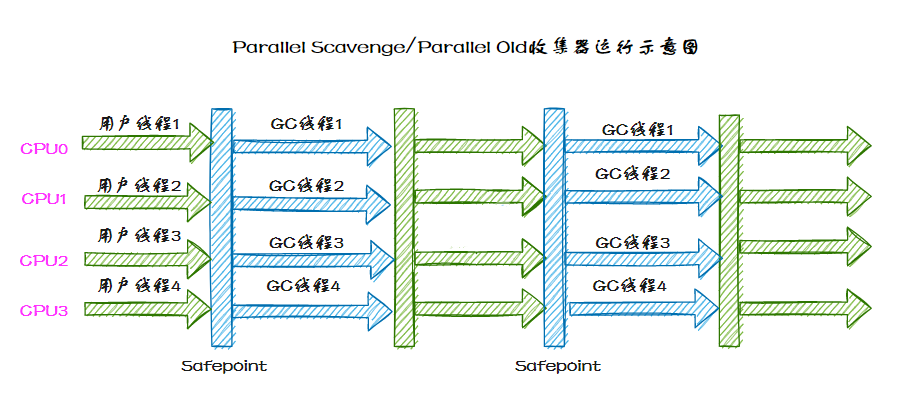 Parallel Scavenge/Parallel Old收集器运行示意图
用户线程1
GC线程1
GC线程1
CPU0
用户线程2
GC线程2
GC线程2
CPU1
用户线程3
GC线程3
GC线程3
CPU2
用户线程4
GC线程4
GC线程4
CPU3
Safepoint
Safepoint